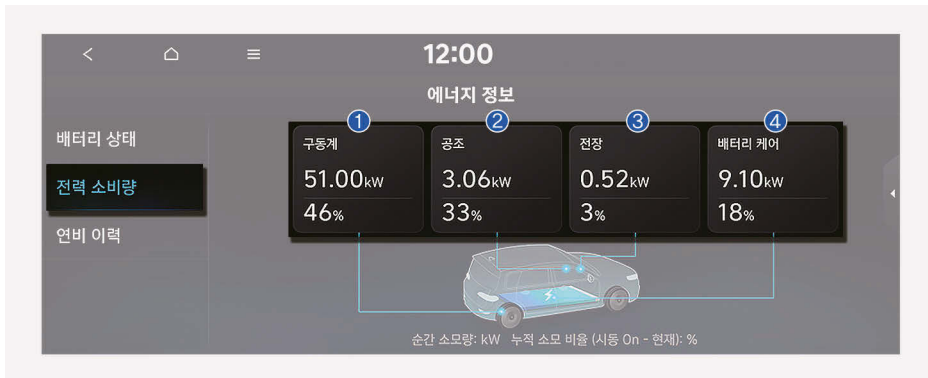 12:00
에너지 정보
배터리 상태
전력 소비량
연비 이력
1
구동계
51.00kW
46%
2
공조
3.06kW
33%
3
전장
0.52kW
3%
4
배터리 케어
9.10kW
18%
순간 소모량: kW 누적 소모 비율 (시동 On - 현재): %